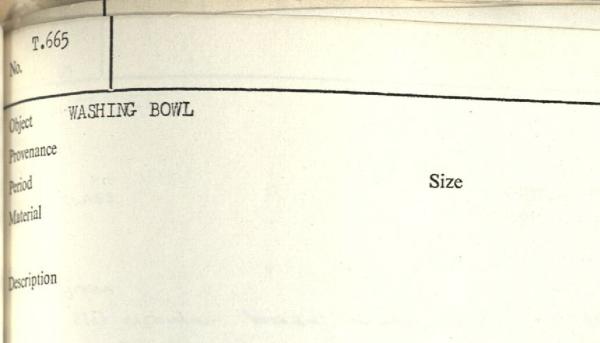 No. T.665
Object WASHING BOWL
Provenance
Period Size
Material
Description